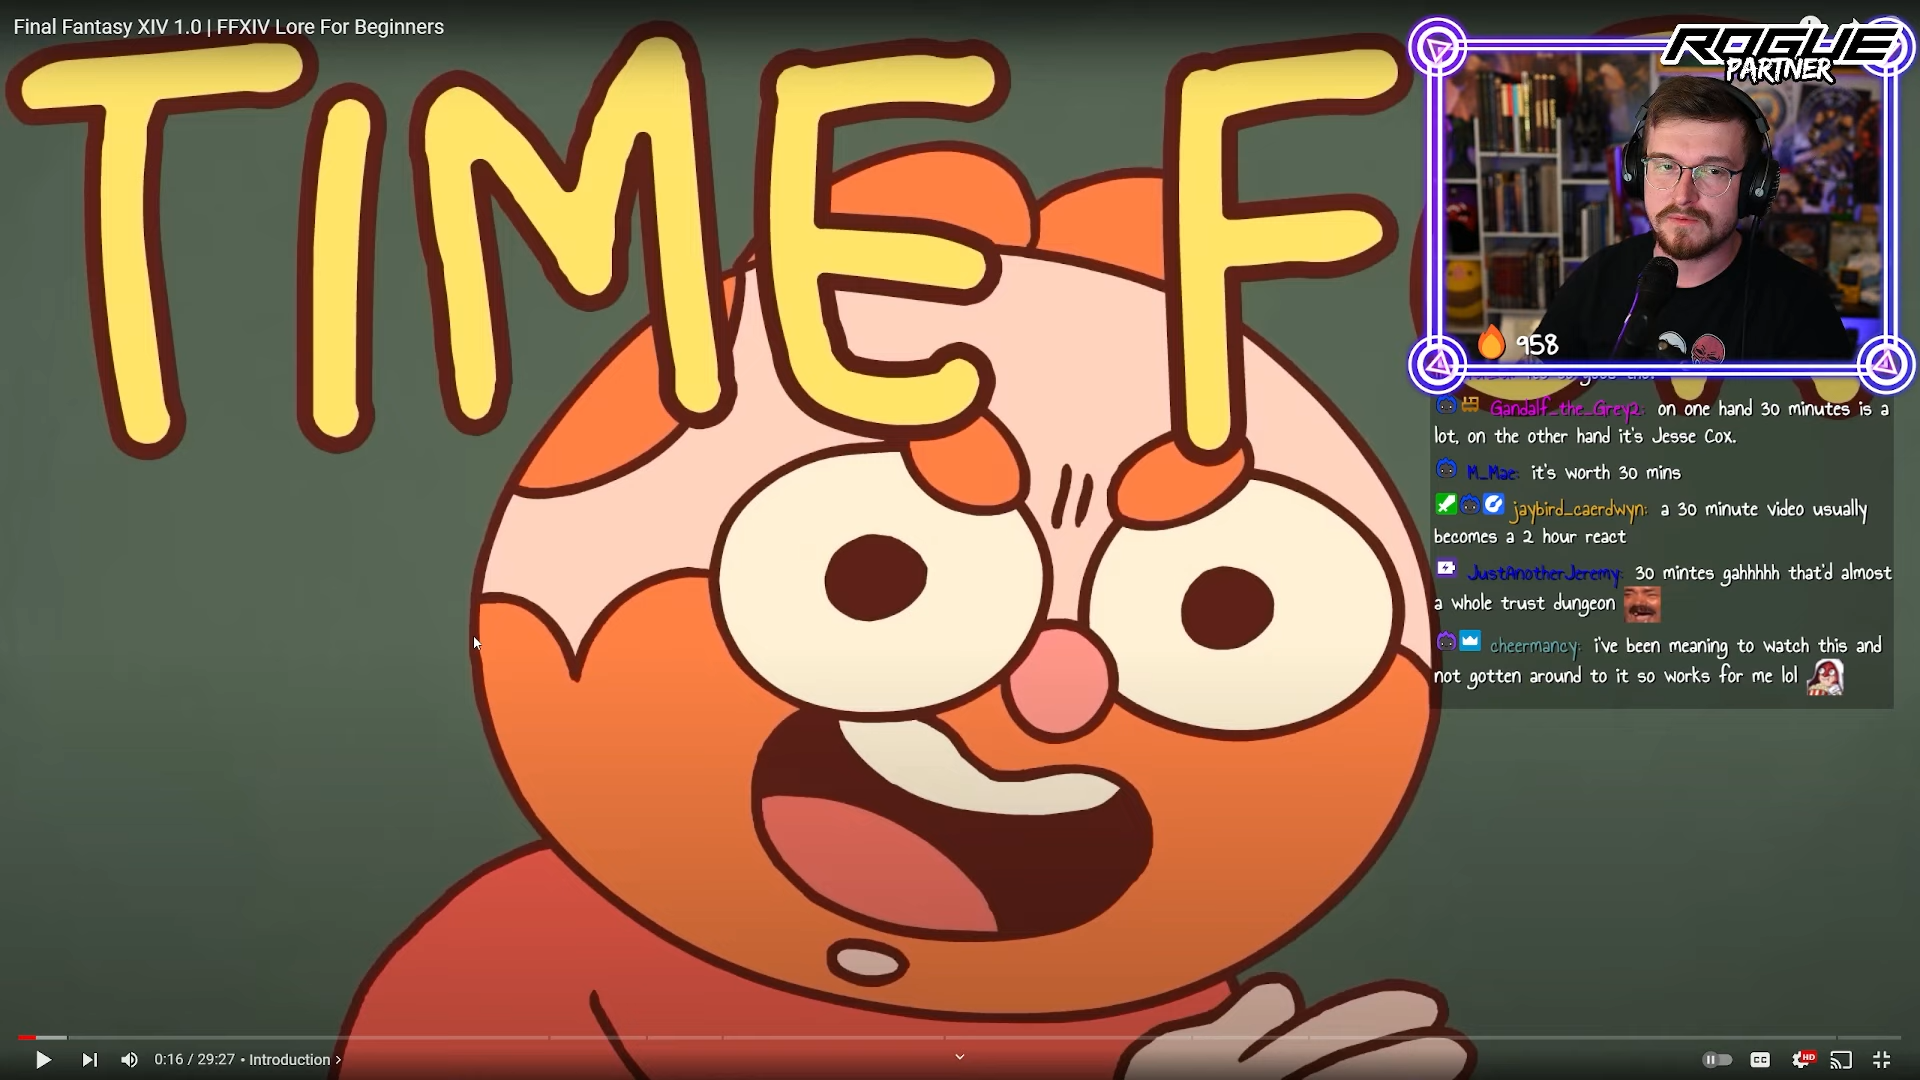 Final Fantasy XIV 1.0 | FFXIV Lore For Beginners
TIME F
ROGUE
PARTNER
958
Gandalf_the_Grey2: on one hand 30 minutes is a
lot, on the other hand it's Jesse Cox.
M_Mae: it's worth 30 mins
jaybird_caerdwyn: a 30 minute video usually
becomes a 2 hour react
JustAnotherJeremy: 30 mintes gahhhhh that'd almost
a whole trust dungeon
cheermancy: i've been meaning to watch this and
not gotten around to it so works for me lol
0:16 / 29:27 • Introduction >
CC
HD